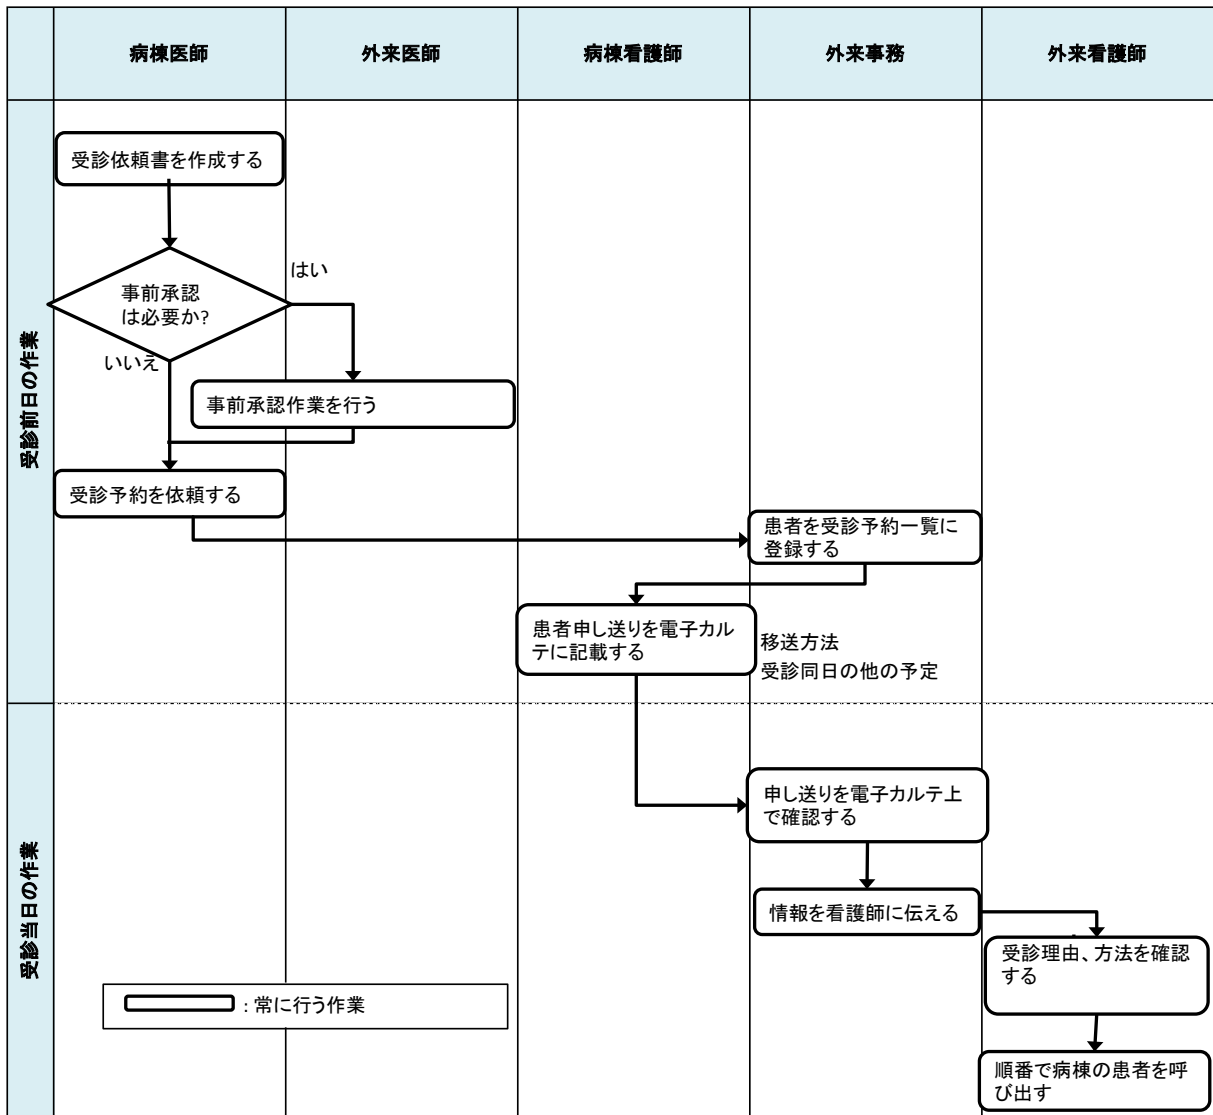 病棟医師
外来医師
病棟看護師
外来事務
外来看護師
受診前日の作業
受診依頼書を作成する
事前承認
は必要か?
はい
いいえ
事前承認作業を行う
受診予約を依頼する
患者を受診予約一覧に
登録する
患者申し送りを電子カル
テに記載する
移送方法
受診同日の他の予定
受診当日の作業
申し送りを電子カルテ上
で確認する
情報を看護師に伝える
受診理由、方法を確認
する
順番で病棟の患者を呼
び出す
：常に行う作業